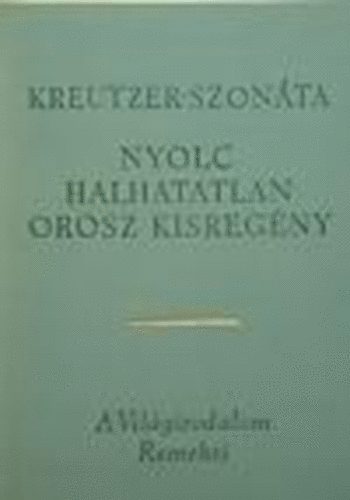 KREUTZER-SZONÁTA
NYOLC
HALHATATLAN
OROSZ KISREGÉNY
A Világirodalom
Remekei